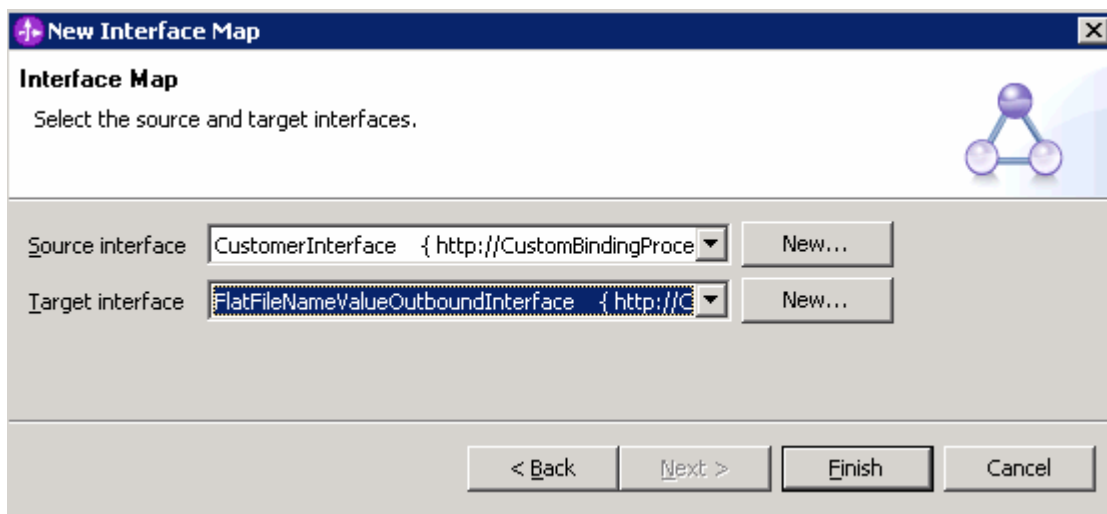 New Interface Map
Interface Map
Select the source and target interfaces.
Source interface CustomerInterface { http://CustomBindingProce New...
Target interface FlatFileNameValueOutboundInterface { http://C New...
< Back Next > Finish Cancel